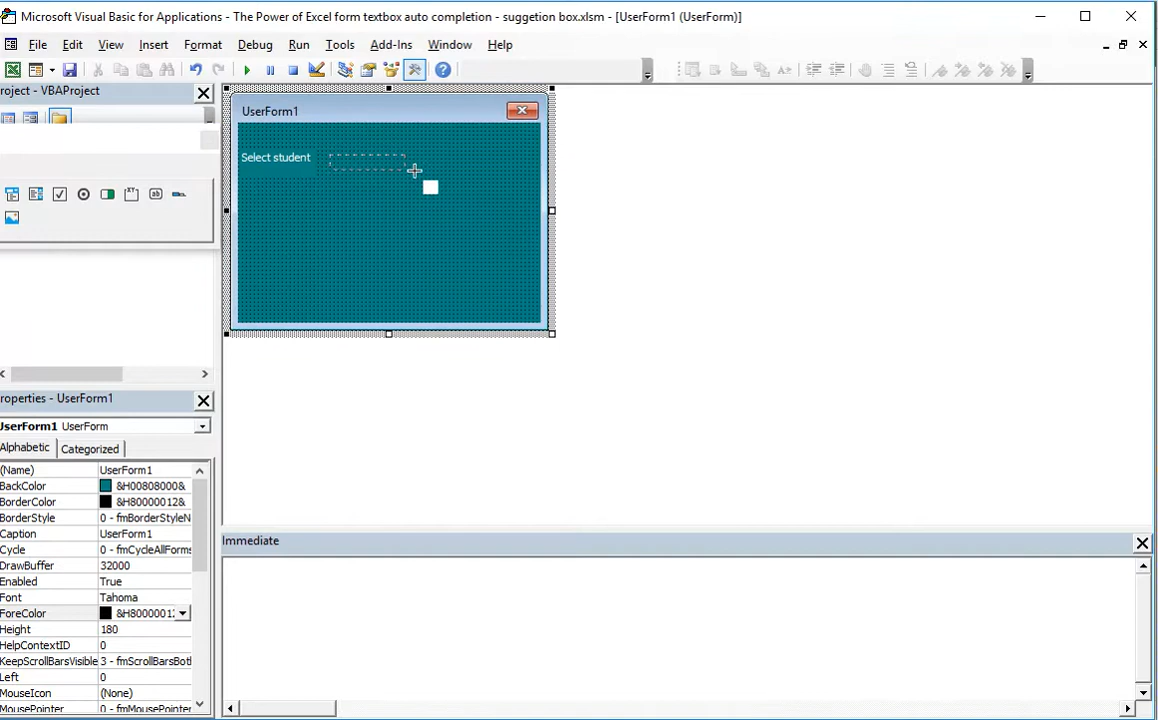 Microsoft Visual Basic for Applications - The Power of Excel form textbox auto completion - suggetion box.xlsm - [UserForm1 (UserForm)]
File Edit View Insert Format Debug Run Tools Add-Ins Window Help
roject - VBAProject
UserForm1
Select student
XY
ab
A
roperties - UserForm1
UserForm1 UserForm
Alphabetic Categorized
(Name) UserForm1
BackColor &H00808000&
BorderColor &H80000012&
BorderStyle 0 - fmBorderStyleN
Caption UserForm1
Cycle 0 - fmCycleAllForms
DrawBuffer 32000
Enabled True
Font Tahoma
ForeColor &H8000001
Height 180
HelpContextID 0
KeepScrollBarsVisible 3 - fmScrollBarsBot
Left 0
MouseIcon (None)
MousePointer 0 - fmMousePointer
Immediate